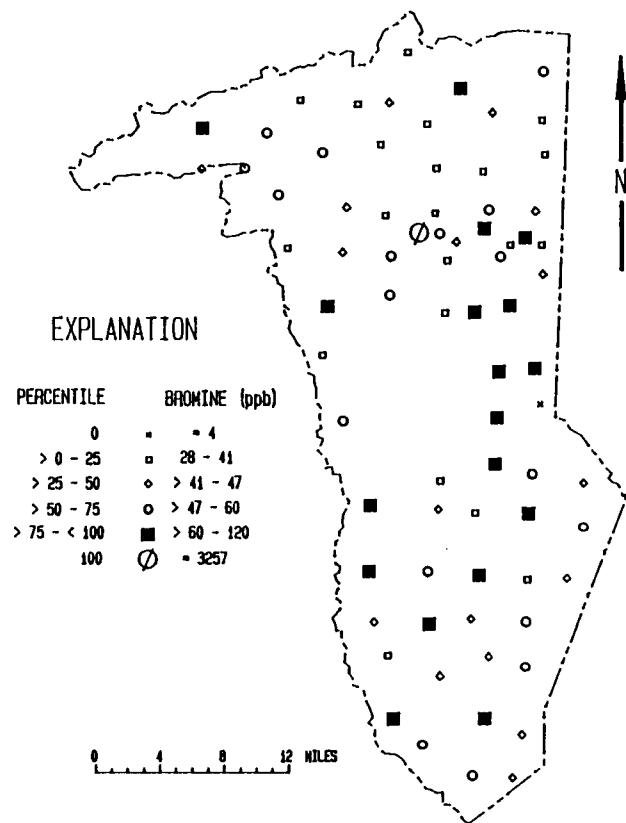 N
EXPLANATION
PERCENTILE BROMINE (ppb)
0 = 4
> 0 - 25 28 - 41
> 25 - 50 > 41 - 47
> 50 - 75 > 47 - 60
> 75 - < 100 > 60 - 120
100 = 3257
0 4 8 12 MILES